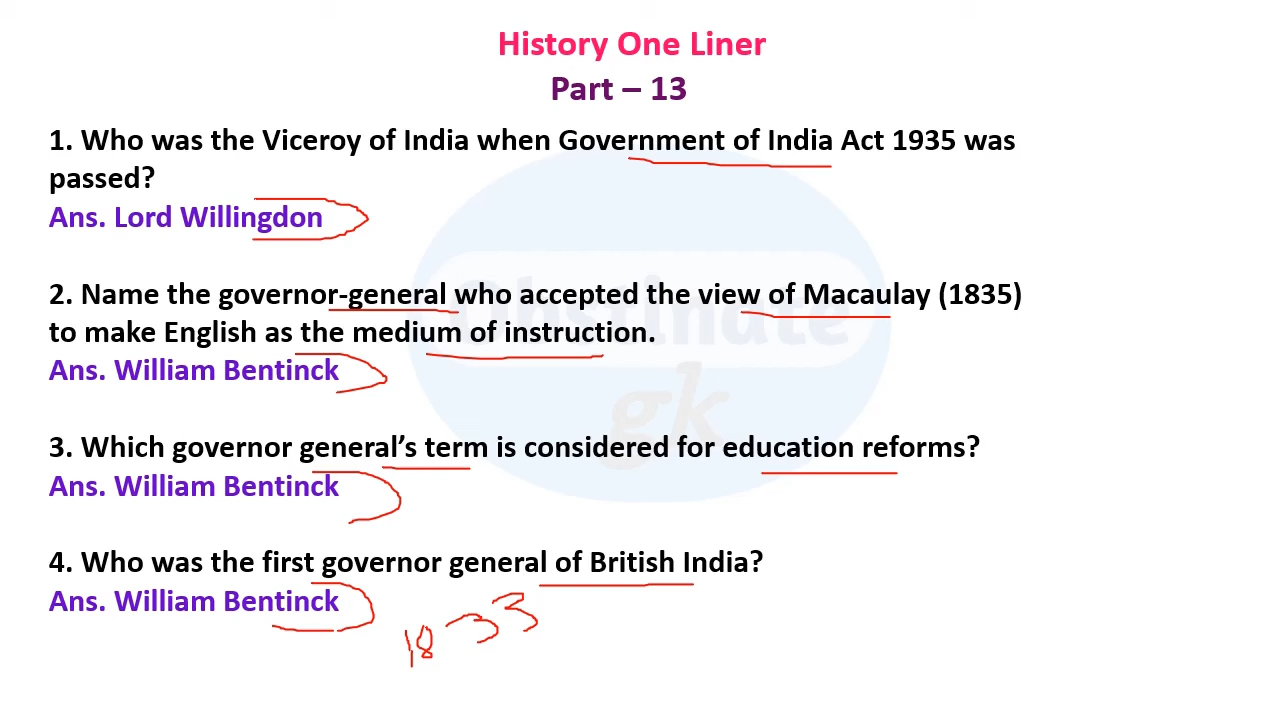 History One Liner
Part – 13
1. Who was the Viceroy of India when Government of India Act 1935 was
passed?
Ans. Lord Willingdon
2. Name the governor-general who accepted the view of Macaulay (1835)
to make English as the medium of instruction.
Ans. William Bentinck
3. Which governor general’s term is considered for education reforms?
Ans. William Bentinck
4. Who was the first governor general of British India?
Ans. William Bentinck
1833
Obstinate
gk